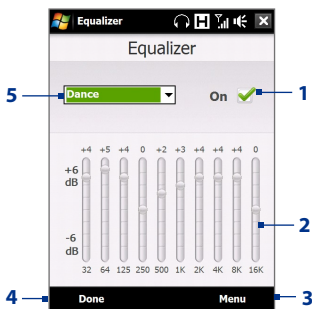 Equalizer
H
Equalizer
5
Dance
On
1
+4 +5 +4 0 +2 +3 +4 +4 +4 0
+6
dB
-6
dB
2
32 64 125 250 500 1K 2K 4K 8K 16K
4
Done
Menu
3